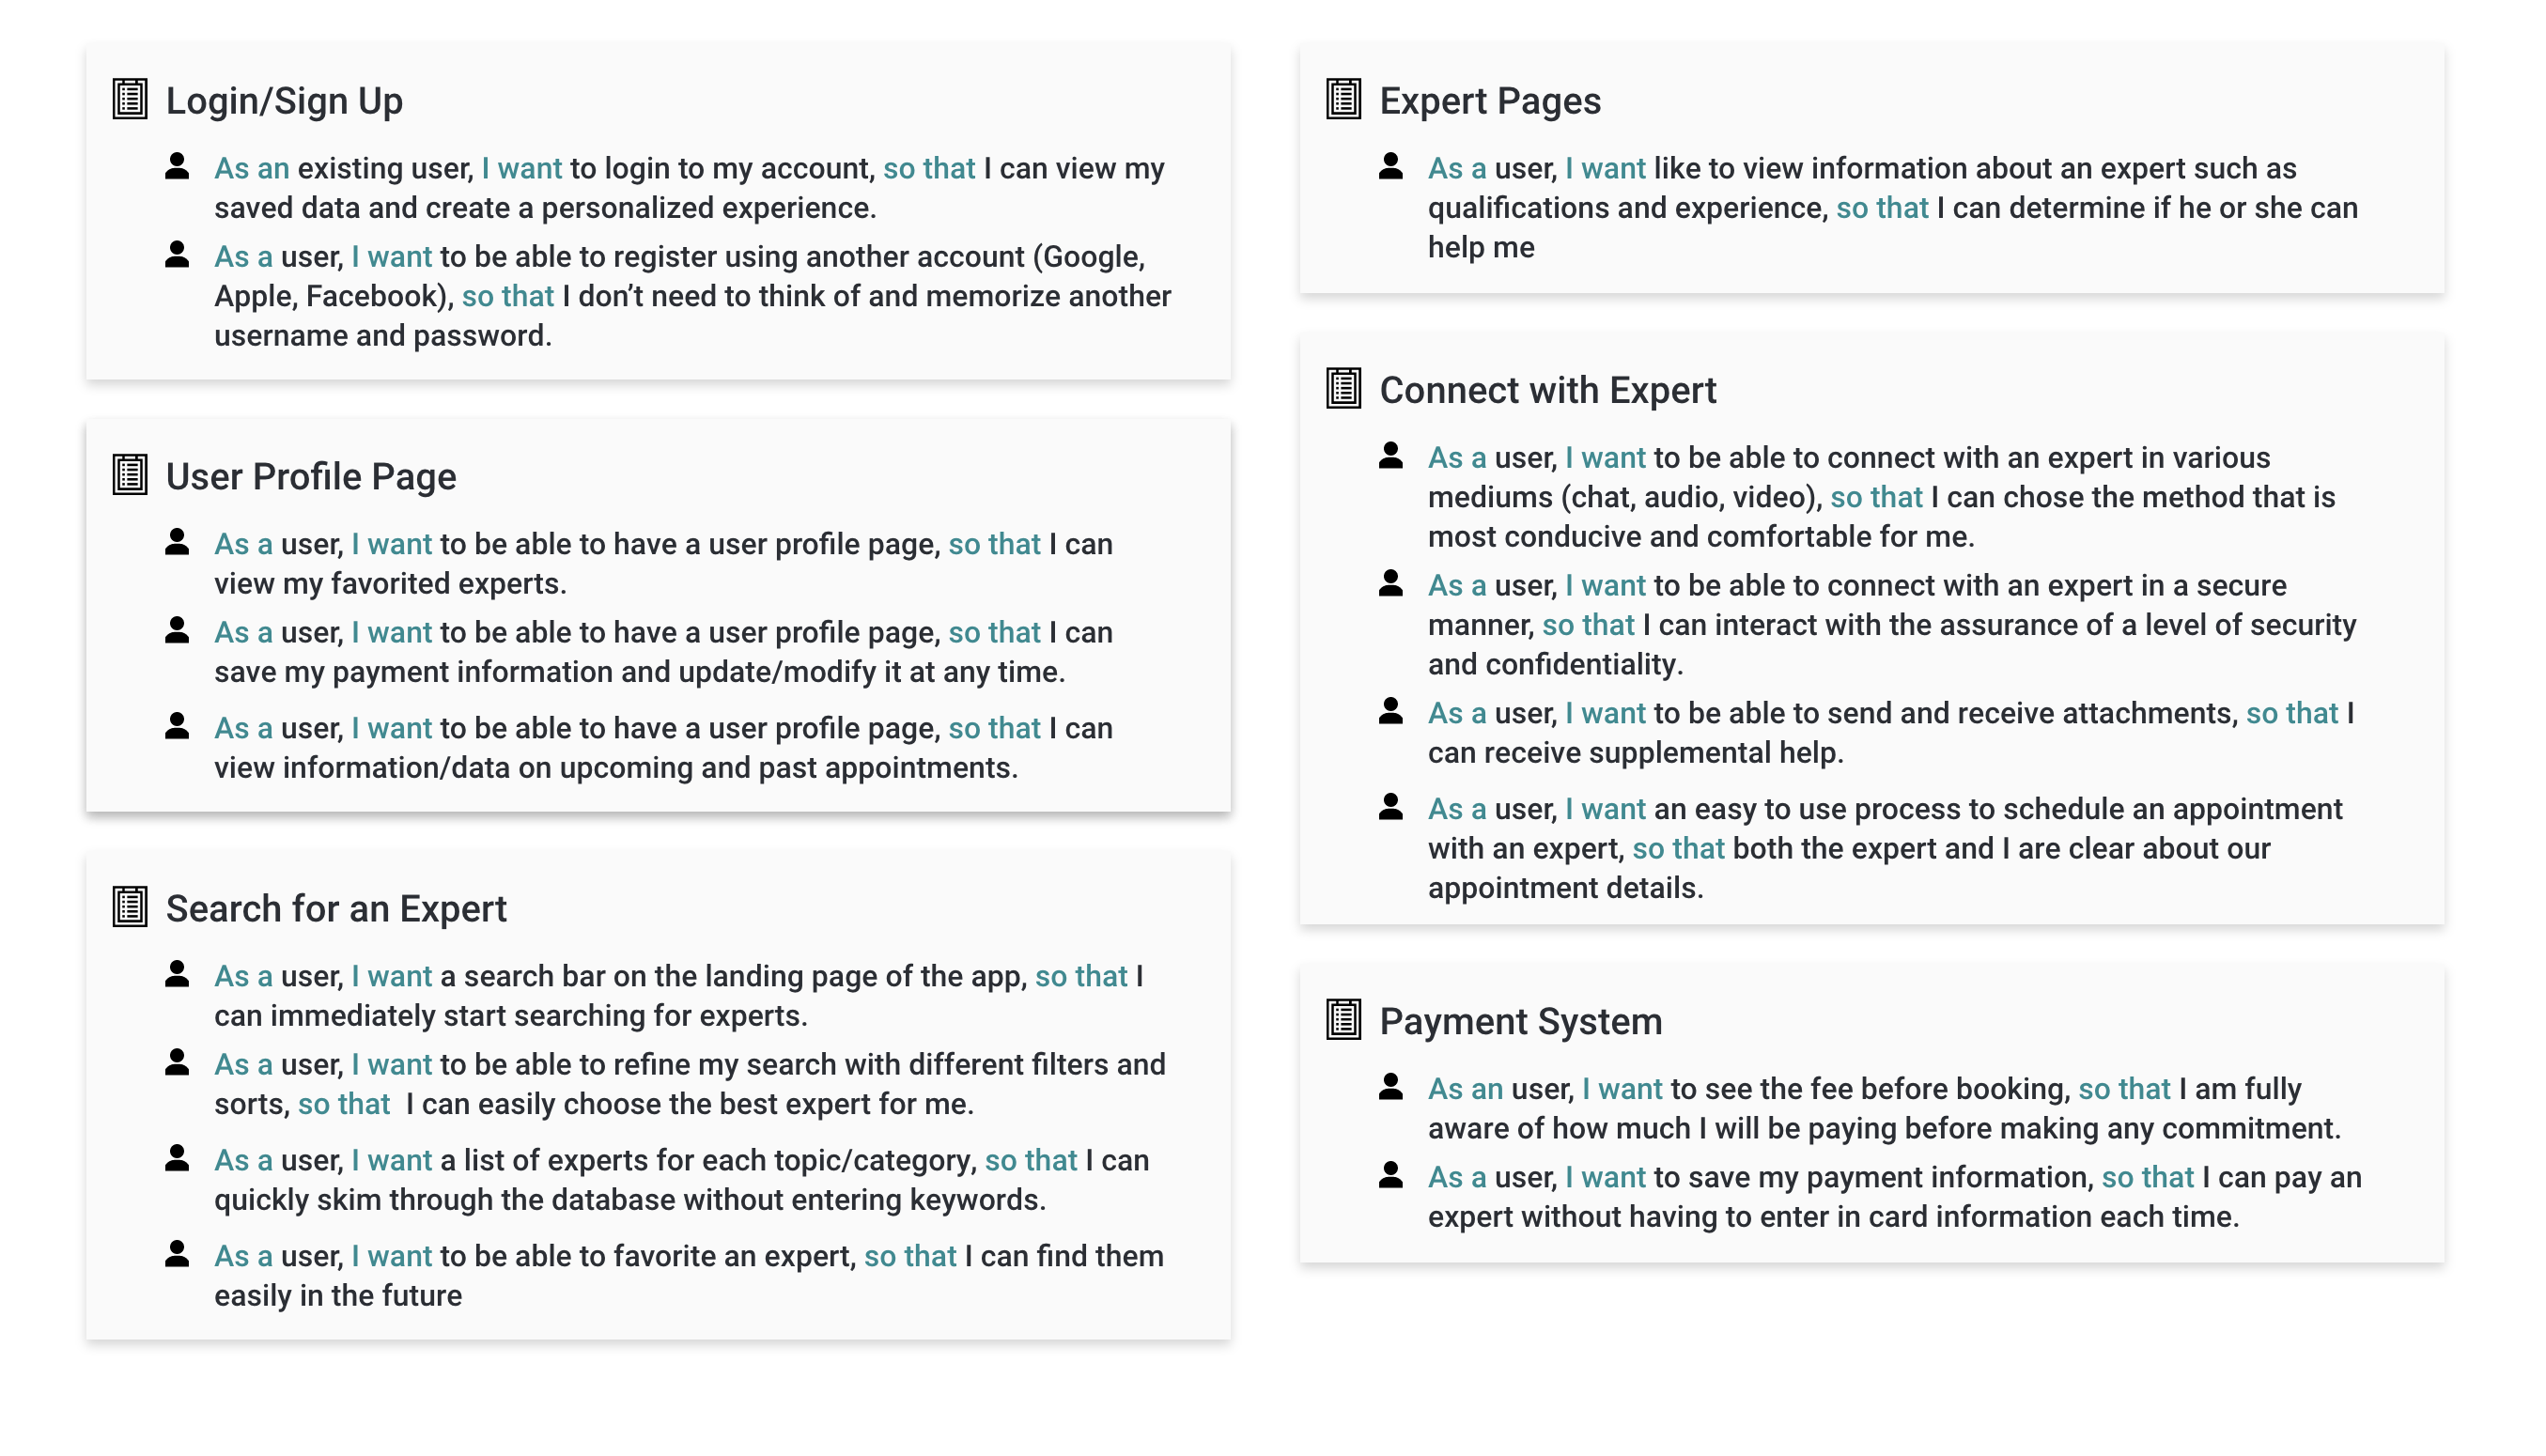 Login/Sign Up
As an existing user, I want to login to my account, so that I can view my
saved data and create a personalized experience.
As a user, I want to be able to register using another account (Google,
Apple, Facebook), so that I don’t need to think of and memorize another
username and password.
User Profile Page
As a user, I want to be able to have a user profile page, so that I can
view my favorited experts.
As a user, I want to be able to have a user profile page, so that I can
save my payment information and update/modify it at any time.
As a user, I want to be able to have a user profile page, so that I can
view information/data on upcoming and past appointments.
Search for an Expert
As a user, I want a search bar on the landing page of the app, so that I
can immediately start searching for experts.
As a user, I want to be able to refine my search with different filters and
sorts, so that I can easily choose the best expert for me.
As a user, I want a list of experts for each topic/category, so that I can
quickly skim through the database without entering keywords.
As a user, I want to be able to favorite an expert, so that I can find them
easily in the future
Expert Pages
As a user, I want like to view information about an expert such as
qualifications and experience, so that I can determine if he or she can
help me
Connect with Expert
As a user, I want to be able to connect with an expert in various
mediums (chat, audio, video), so that I can chose the method that is
most conducive and comfortable for me.
As a user, I want to be able to connect with an expert in a secure
manner, so that I can interact with the assurance of a level of security
and confidentiality.
As a user, I want to be able to send and receive attachments, so that I
can receive supplemental help.
As a user, I want an easy to use process to schedule an appointment
with an expert, so that both the expert and I are clear about our
appointment details.
Payment System
As an user, I want to see the fee before booking, so that I am fully
aware of how much I will be paying before making any commitment.
As a user, I want to save my payment information, so that I can pay an
expert without having to enter in card information each time.